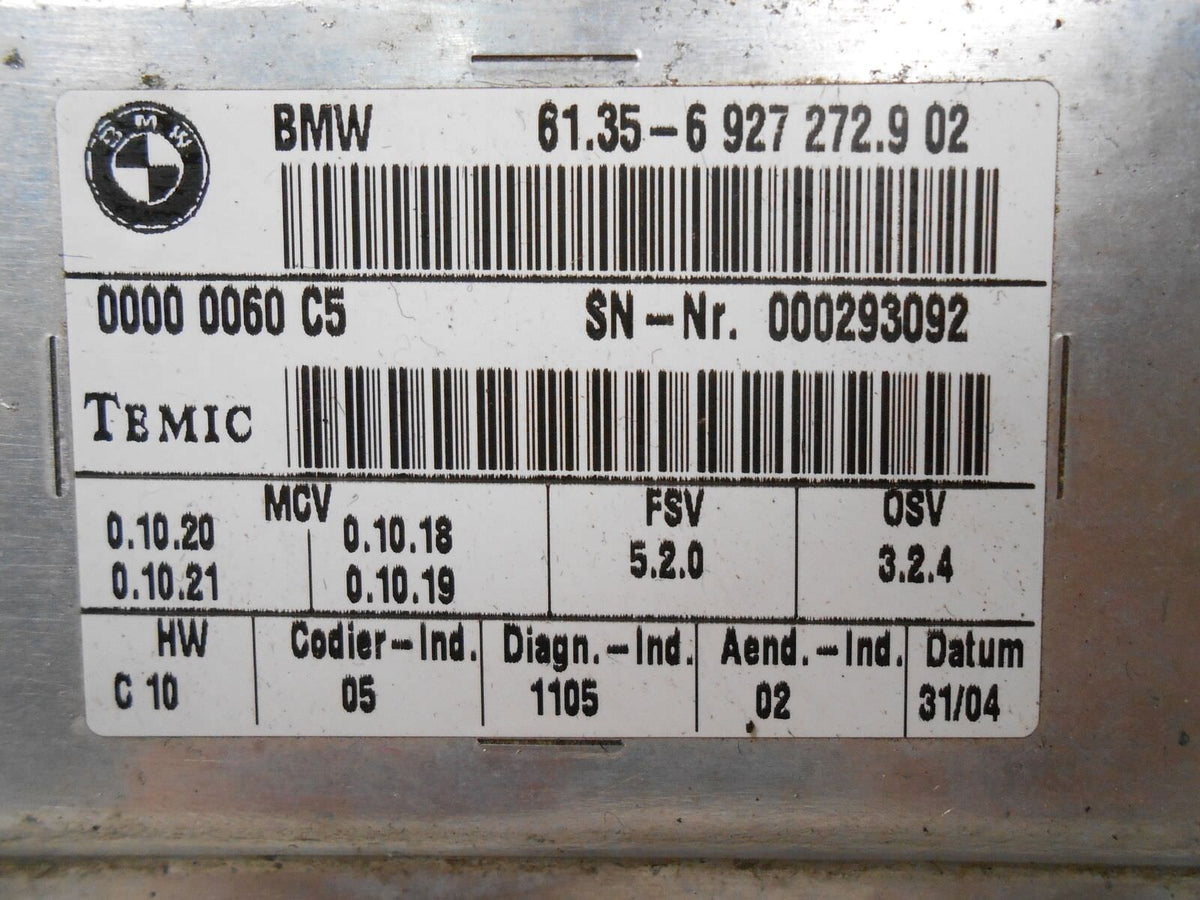 BMW
BMW 61.35-6 927 272.9 02
0000 0060 C5 SN-Nr. 000293092
TEMIC
MCV FSV OSV
0.10.20 0.10.18 5.2.0 3.2.4
0.10.21 0.10.19
HW Codier-Ind. Diagn.-Ind. Aend.-Ind. Datum
C 10 05 1105 02 31/04